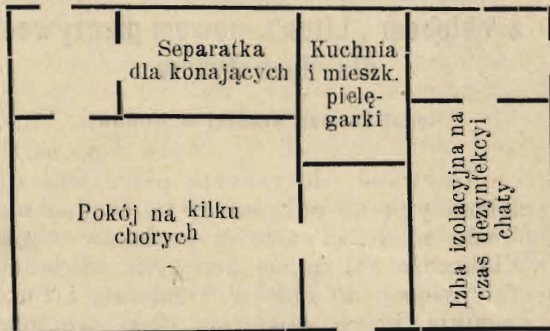 Separatka
dla konających
Kuchnia
i mieszk.
pielę-
garki
Pokój na kilku
chorych
Izba izolacyjna na
czas dezynfekcyi
chaty